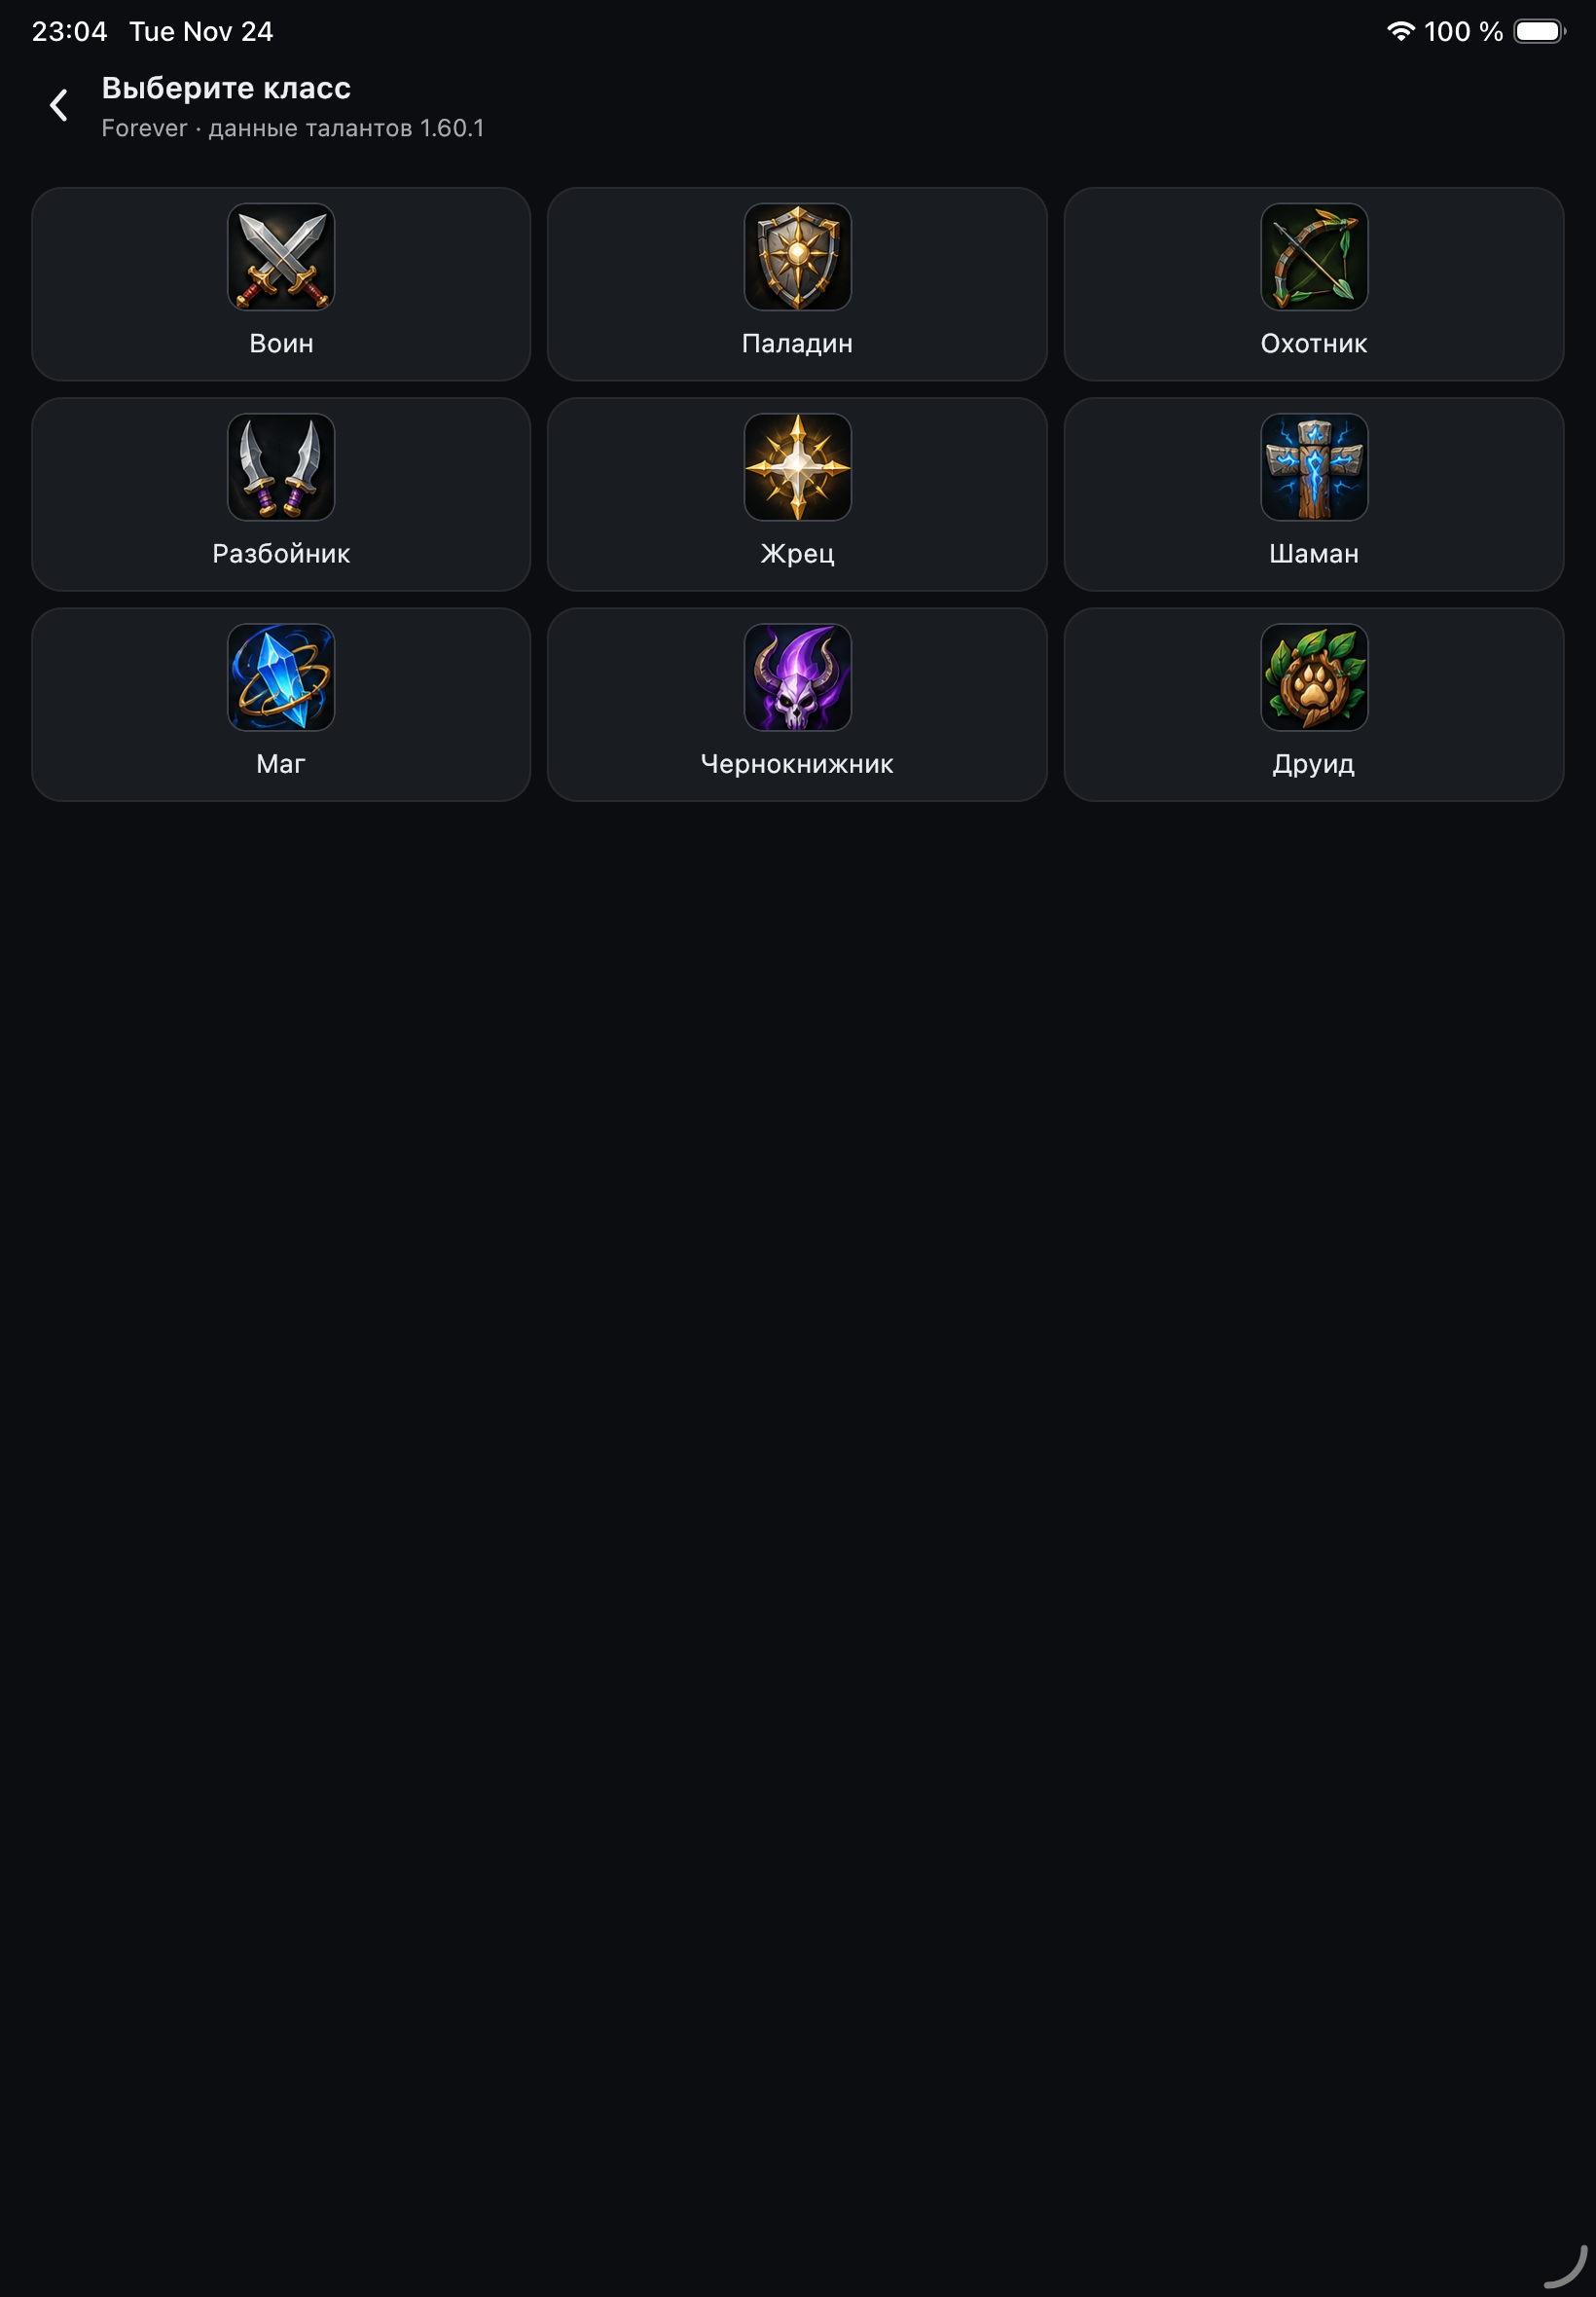 23:04 Tue Nov 24 100 %
Выберите класс
Forever · данные талантов 1.60.1
Воин
Паладин
Охотник
Разбойник
Жрец
Шаман
Маг
Чернокнижник
Друид